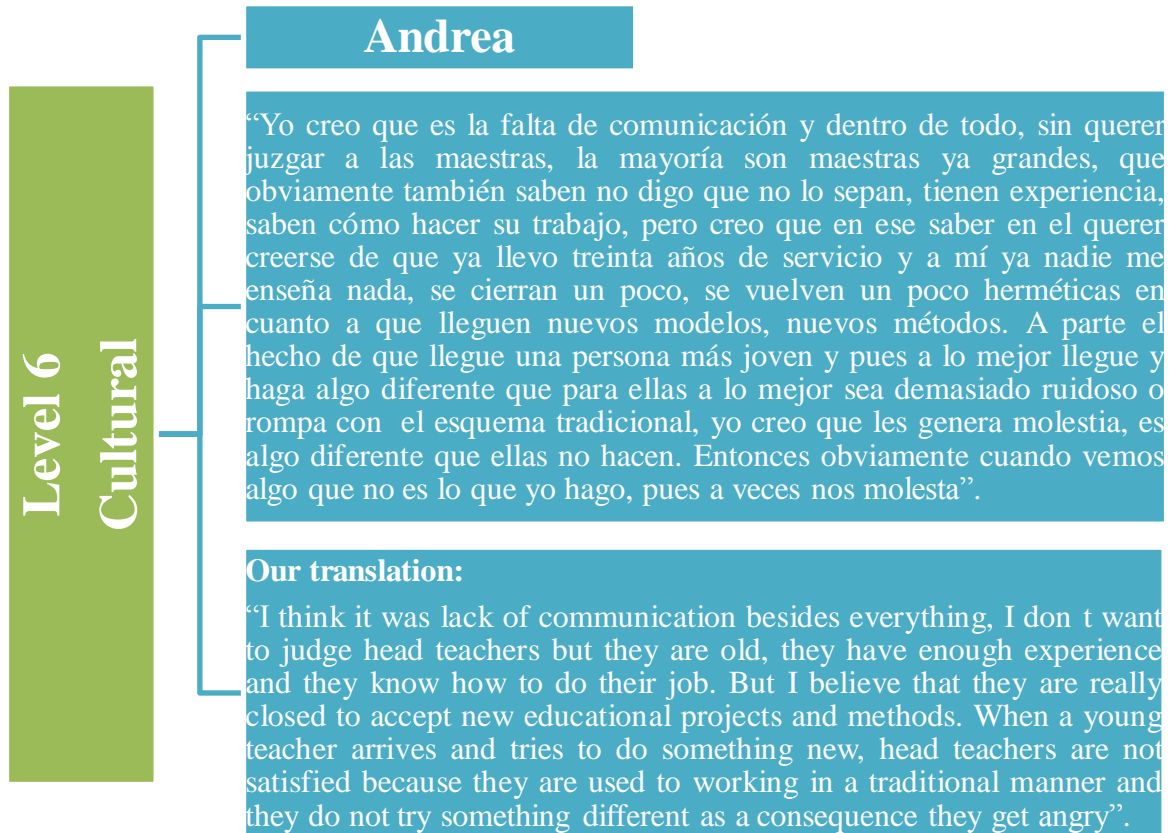 Level 6
Cultural
Andrea
“Yo creo que es la falta de comunicación y dentro de todo, sin querer
juzgar a las maestras, la mayoría son maestras ya grandes, que
obviamente también saben no digo que no lo sepan, tienen experiencia,
saben cómo hacer su trabajo, pero creo que en ese saber en el querer
creerse de que ya llevo treinta años de servicio y a mí ya nadie me
enseña nada, se cierran un poco, se vuelven un poco herméticas en
cuanto a que lleguen nuevos modelos, nuevos métodos. A parte el
hecho de que llegue una persona más joven y pues a lo mejor llegue y
haga algo diferente que para ellas a lo mejor sea demasiado ruidoso o
rompa con el esquema tradicional, yo creo que les genera molestia, es
algo diferente que ellas no hacen. Entonces obviamente cuando vemos
algo que no es lo que yo hago, pues a veces nos molesta”.
Our translation:
“I think it was lack of communication besides everything, I don t want
to judge head teachers but they are old, they have enough experience
and they know how to do their job. But I believe that they are really
closed to accept new educational projects and methods. When a young
teacher arrives and tries to do something new, head teachers are not
satisfied because they are used to working in a traditional manner and
they do not try something different as a consequence they get angry”.